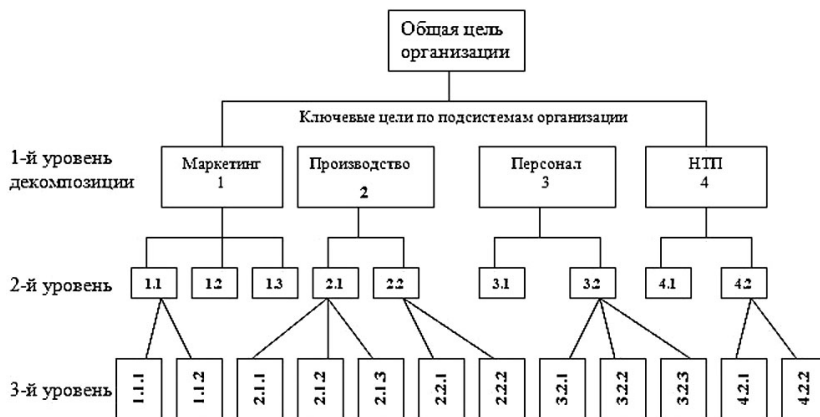 Общая цель
организации
Ключевые цели по подсистемам организации
1-й уровень
декомпозиции
Маркетинг
1
Производство
2
Персонал
3
НТП
4
2-й уровень
1.1
1.2
1.3
2.1
2.2
3.1
3.2
4.1
4.2
3-й уровень
1.1.1
1.1.2
2.1.1
2.1.2
2.1.3
2.2.1
2.2.2
3.2.1
3.2.2
3.2.3
4.2.1
4.2.2